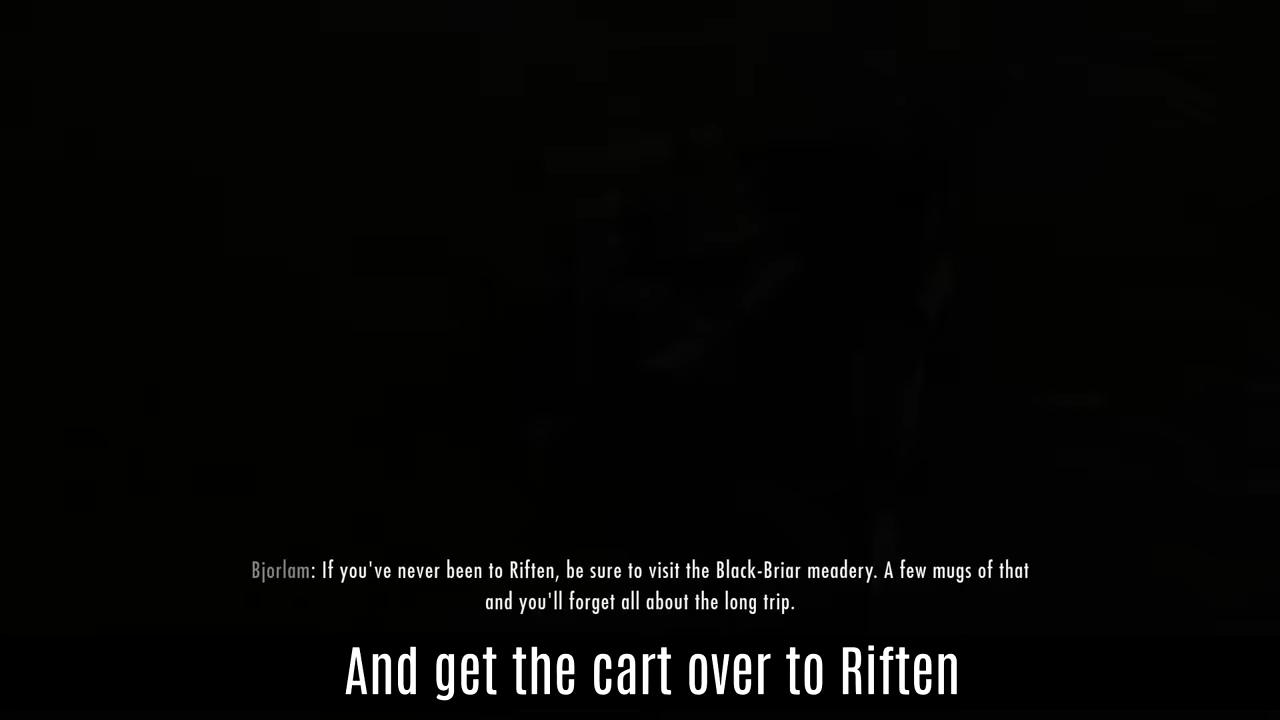 Bjorlam: If you've never been to Riften, be sure to visit the Black-Briar meadery. A few mugs of that
and you'll forget all about the long trip.
And get the cart over to Riften